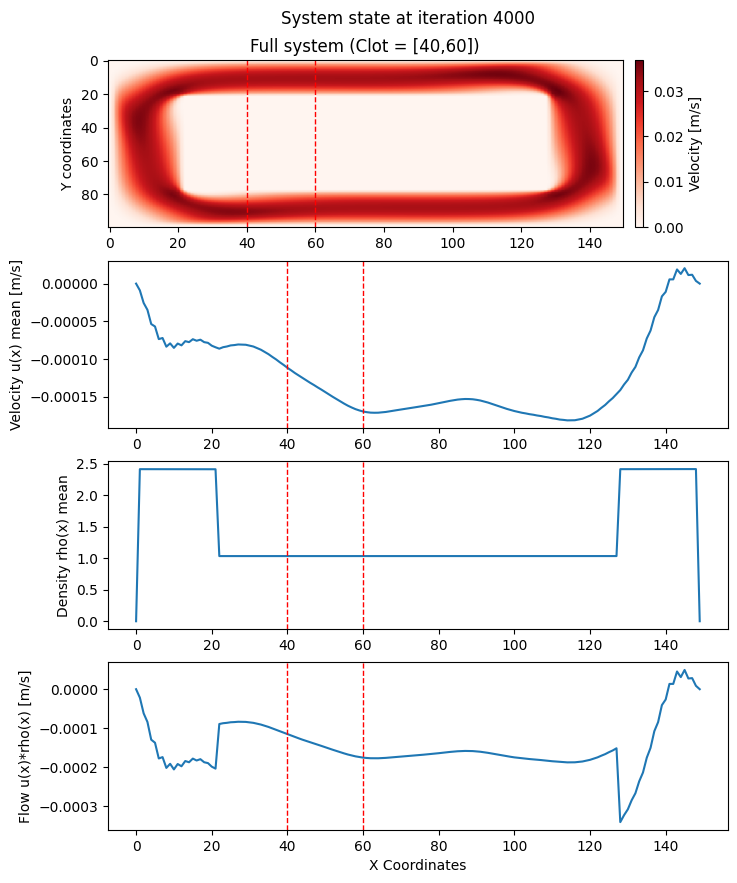 System state at iteration 4000
Full system (Clot = [40,60])
Y coordinates
0
20
40
60
80
0 20 40 60 80 100 120 140
0.03
0.02
0.01
0.00
Velocity [m/s]
Velocity u(x) mean [m/s]
0.00000
−0.00005
−0.00010
−0.00015
0 20 40 60 80 100 120 140
Density rho(x) mean
2.5
2.0
1.5
1.0
0.5
0.0
0 20 40 60 80 100 120 140
Flow u(x)*rho(x) [m/s]
0.0000
−0.0001
−0.0002
−0.0003
0 20 40 60 80 100 120 140
X Coordinates